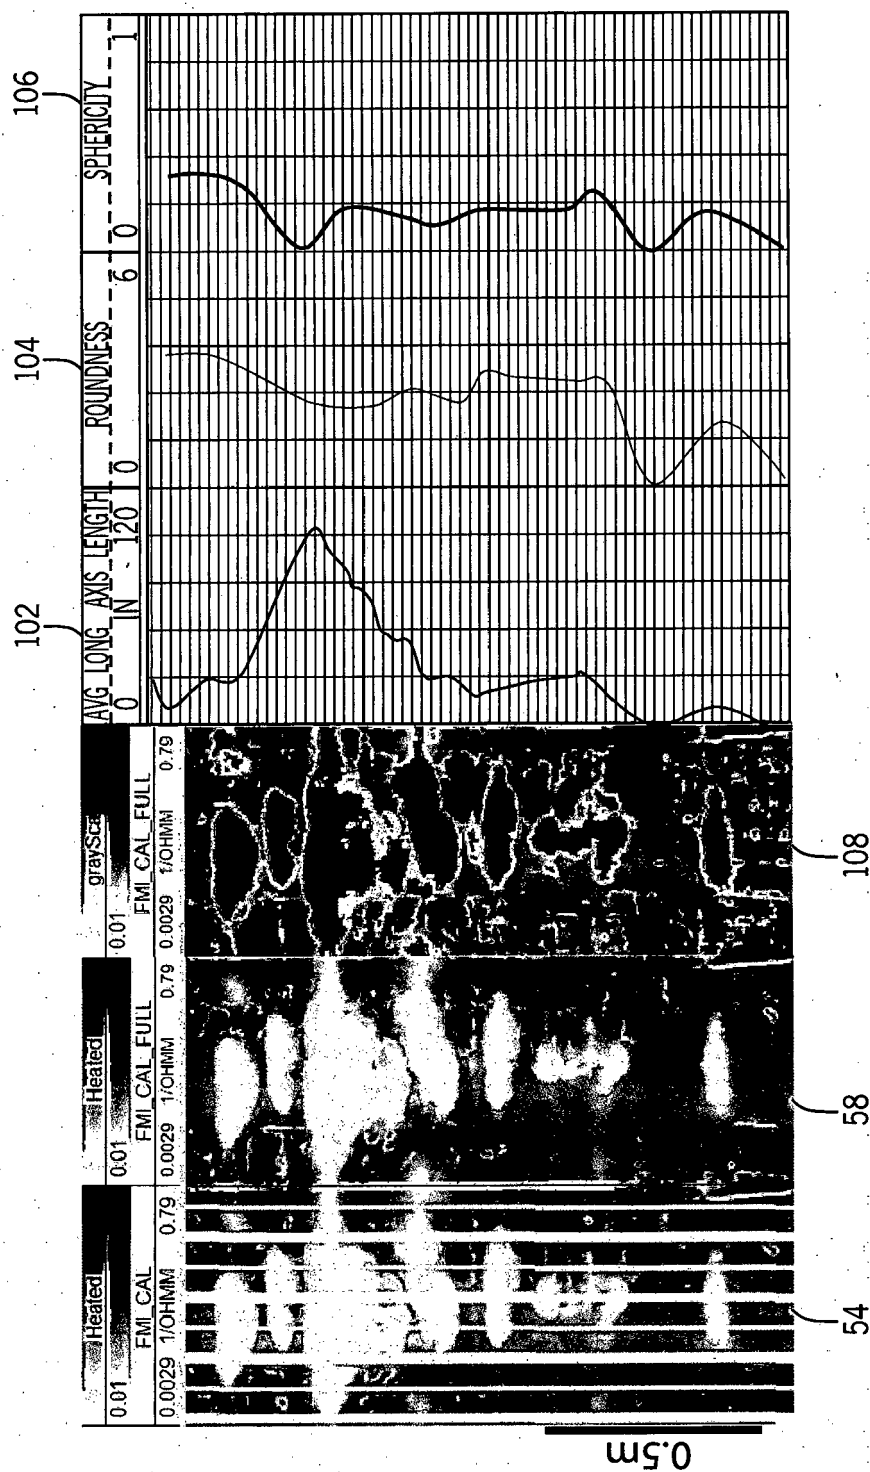 Heated
0.01
FMI_CAL
0.0029 1/OHMM 0.79
Heated
0.01
FMI_CAL_FULL
0.0029 1/OHMM 0.79
graySca
0.01
FMI_CAL_FULL
0.0029 1/OHMM 0.79
AVG_LONG_AXIS_LENGTH
0 IN 120
ROUNDNESS
0 6
SPHERICITY
0 1
102
104
106
54
58
108
0.5m